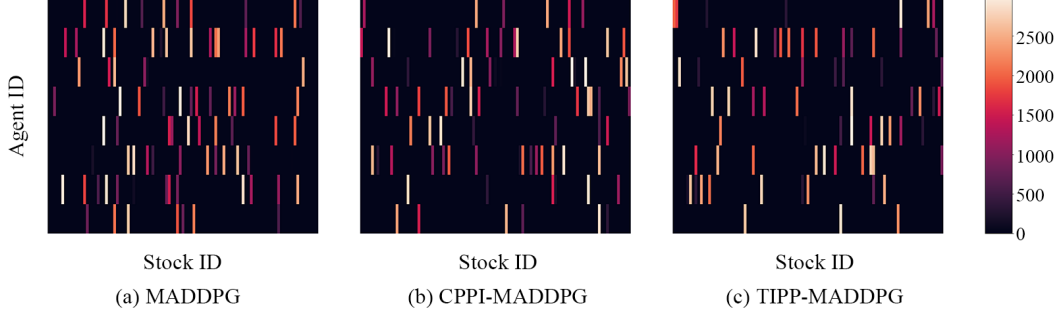 Agent ID
2500
2000
1500
1000
500
0
Stock ID Stock ID Stock ID
(a) MADDPG (b) CPPI-MADDPG (c) TIPP-MADDPG